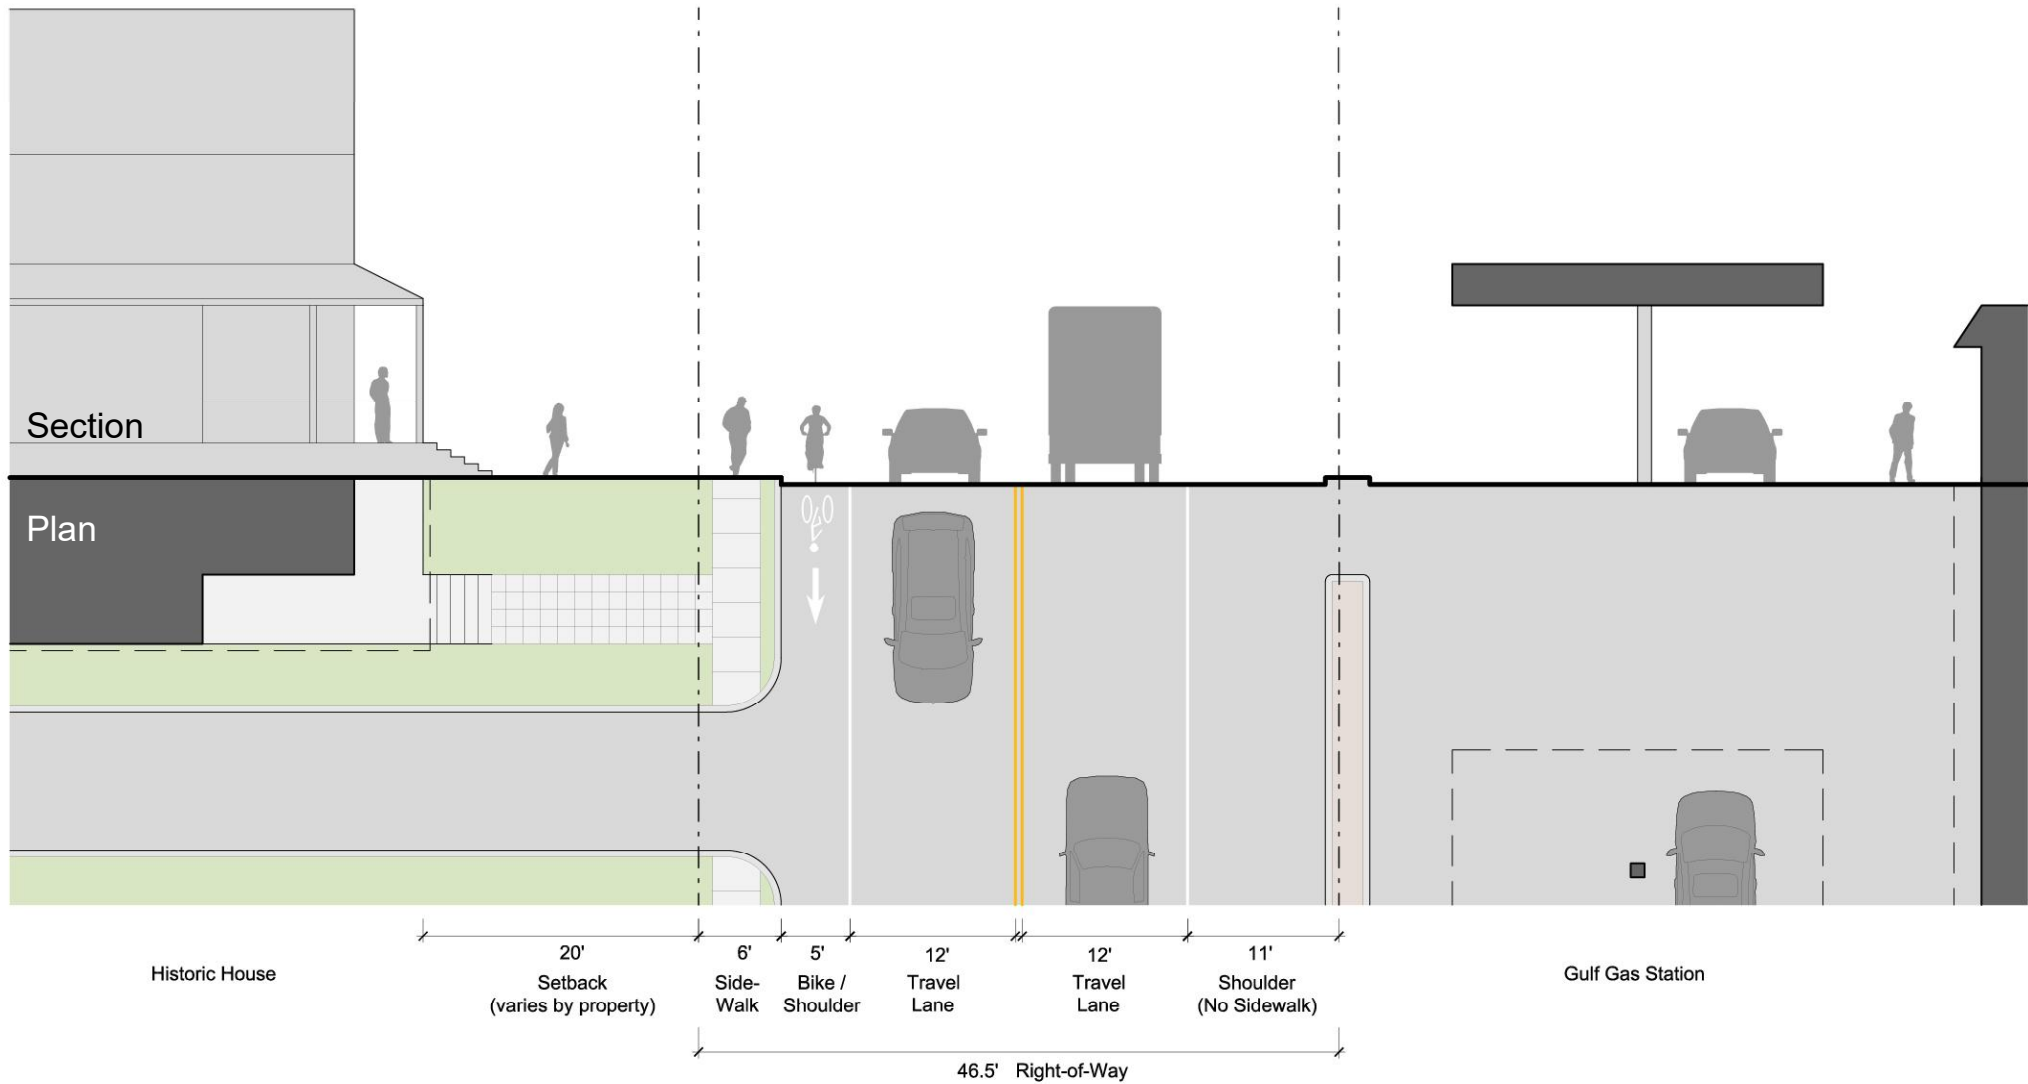 Section
Plan
20'
Setback
(varies by property)
6'
Side-
Walk
5'
Bike /
Shoulder
12'
Travel
Lane
12'
Travel
Lane
11'
Shoulder
(No Sidewalk)
Historic House
Gulf Gas Station
46.5' Right-of-Way